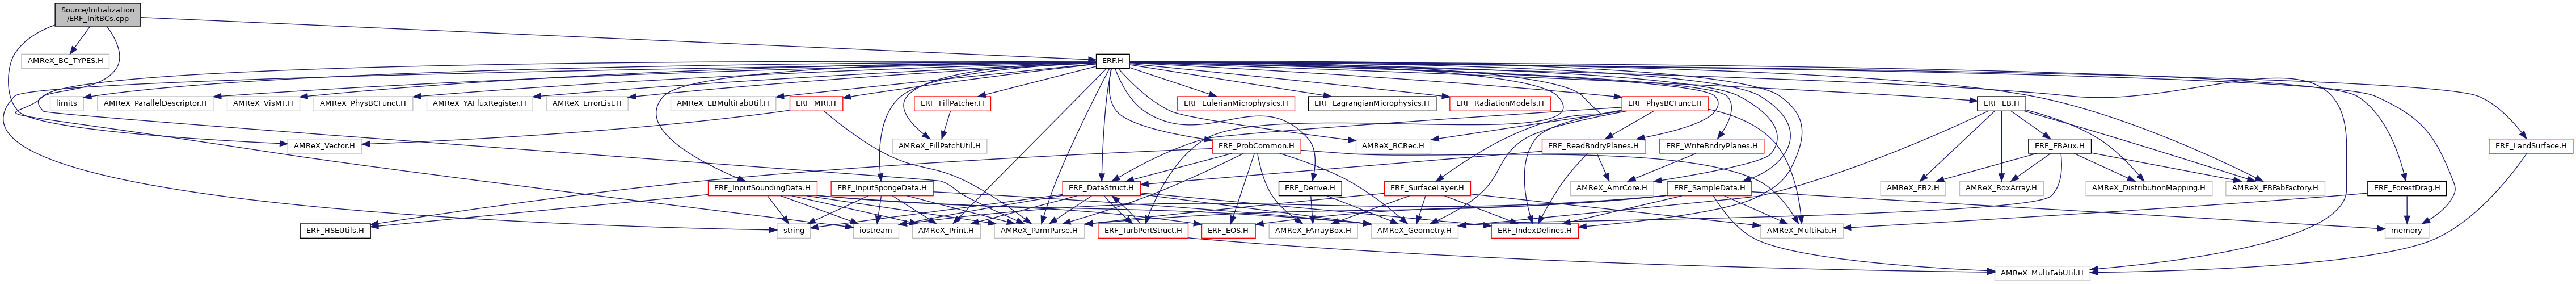 Source/Initialization
/ERF_InitBCs.cpp
AMReX_BC_TYPES.H
ERF.H
limits
AMReX_ParallelDescriptor.H
AMReX_VisMF.H
AMReX_PhysBCFunct.H
AMReX_YAFluxRegister.H
AMReX_ErrorList.H
AMReX_EBMultiFabUtil.H
ERF_MRI.H
ERF_FillPatcher.H
ERF_EulerianMicrophysics.H
ERF_LagrangianMicrophysics.H
ERF_RadiationModels.H
ERF_PhysBCFunct.H
ERF_EB.H
AMReX_Vector.H
AMReX_FillPatchUtil.H
ERF_ProbCommon.H
AMReX_BCRec.H
ERF_ReadBndryPlanes.H
ERF_WriteBndryPlanes.H
ERF_EBAux.H
ERF_LandSurface.H
ERF_InputSoundingData.H
ERF_InputSpongeData.H
ERF_DataStruct.H
ERF_Derive.H
ERF_SurfaceLayer.H
AMReX_AmrCore.H
ERF_SampleData.H
AMReX_EB2.H
AMReX_BoxArray.H
AMReX_DistributionMapping.H
AMReX_EBFabFactory.H
ERF_ForestDrag.H
ERF_HSEUtils.H
string
iostream
AMReX_Print.H
AMReX_ParmParse.H
ERF_TurbPertStruct.H
ERF_EOS.H
AMReX_FArrayBox.H
AMReX_Geometry.H
ERF_IndexDefines.H
AMReX_MultiFab.H
memory
AMReX_MultiFabUtil.H